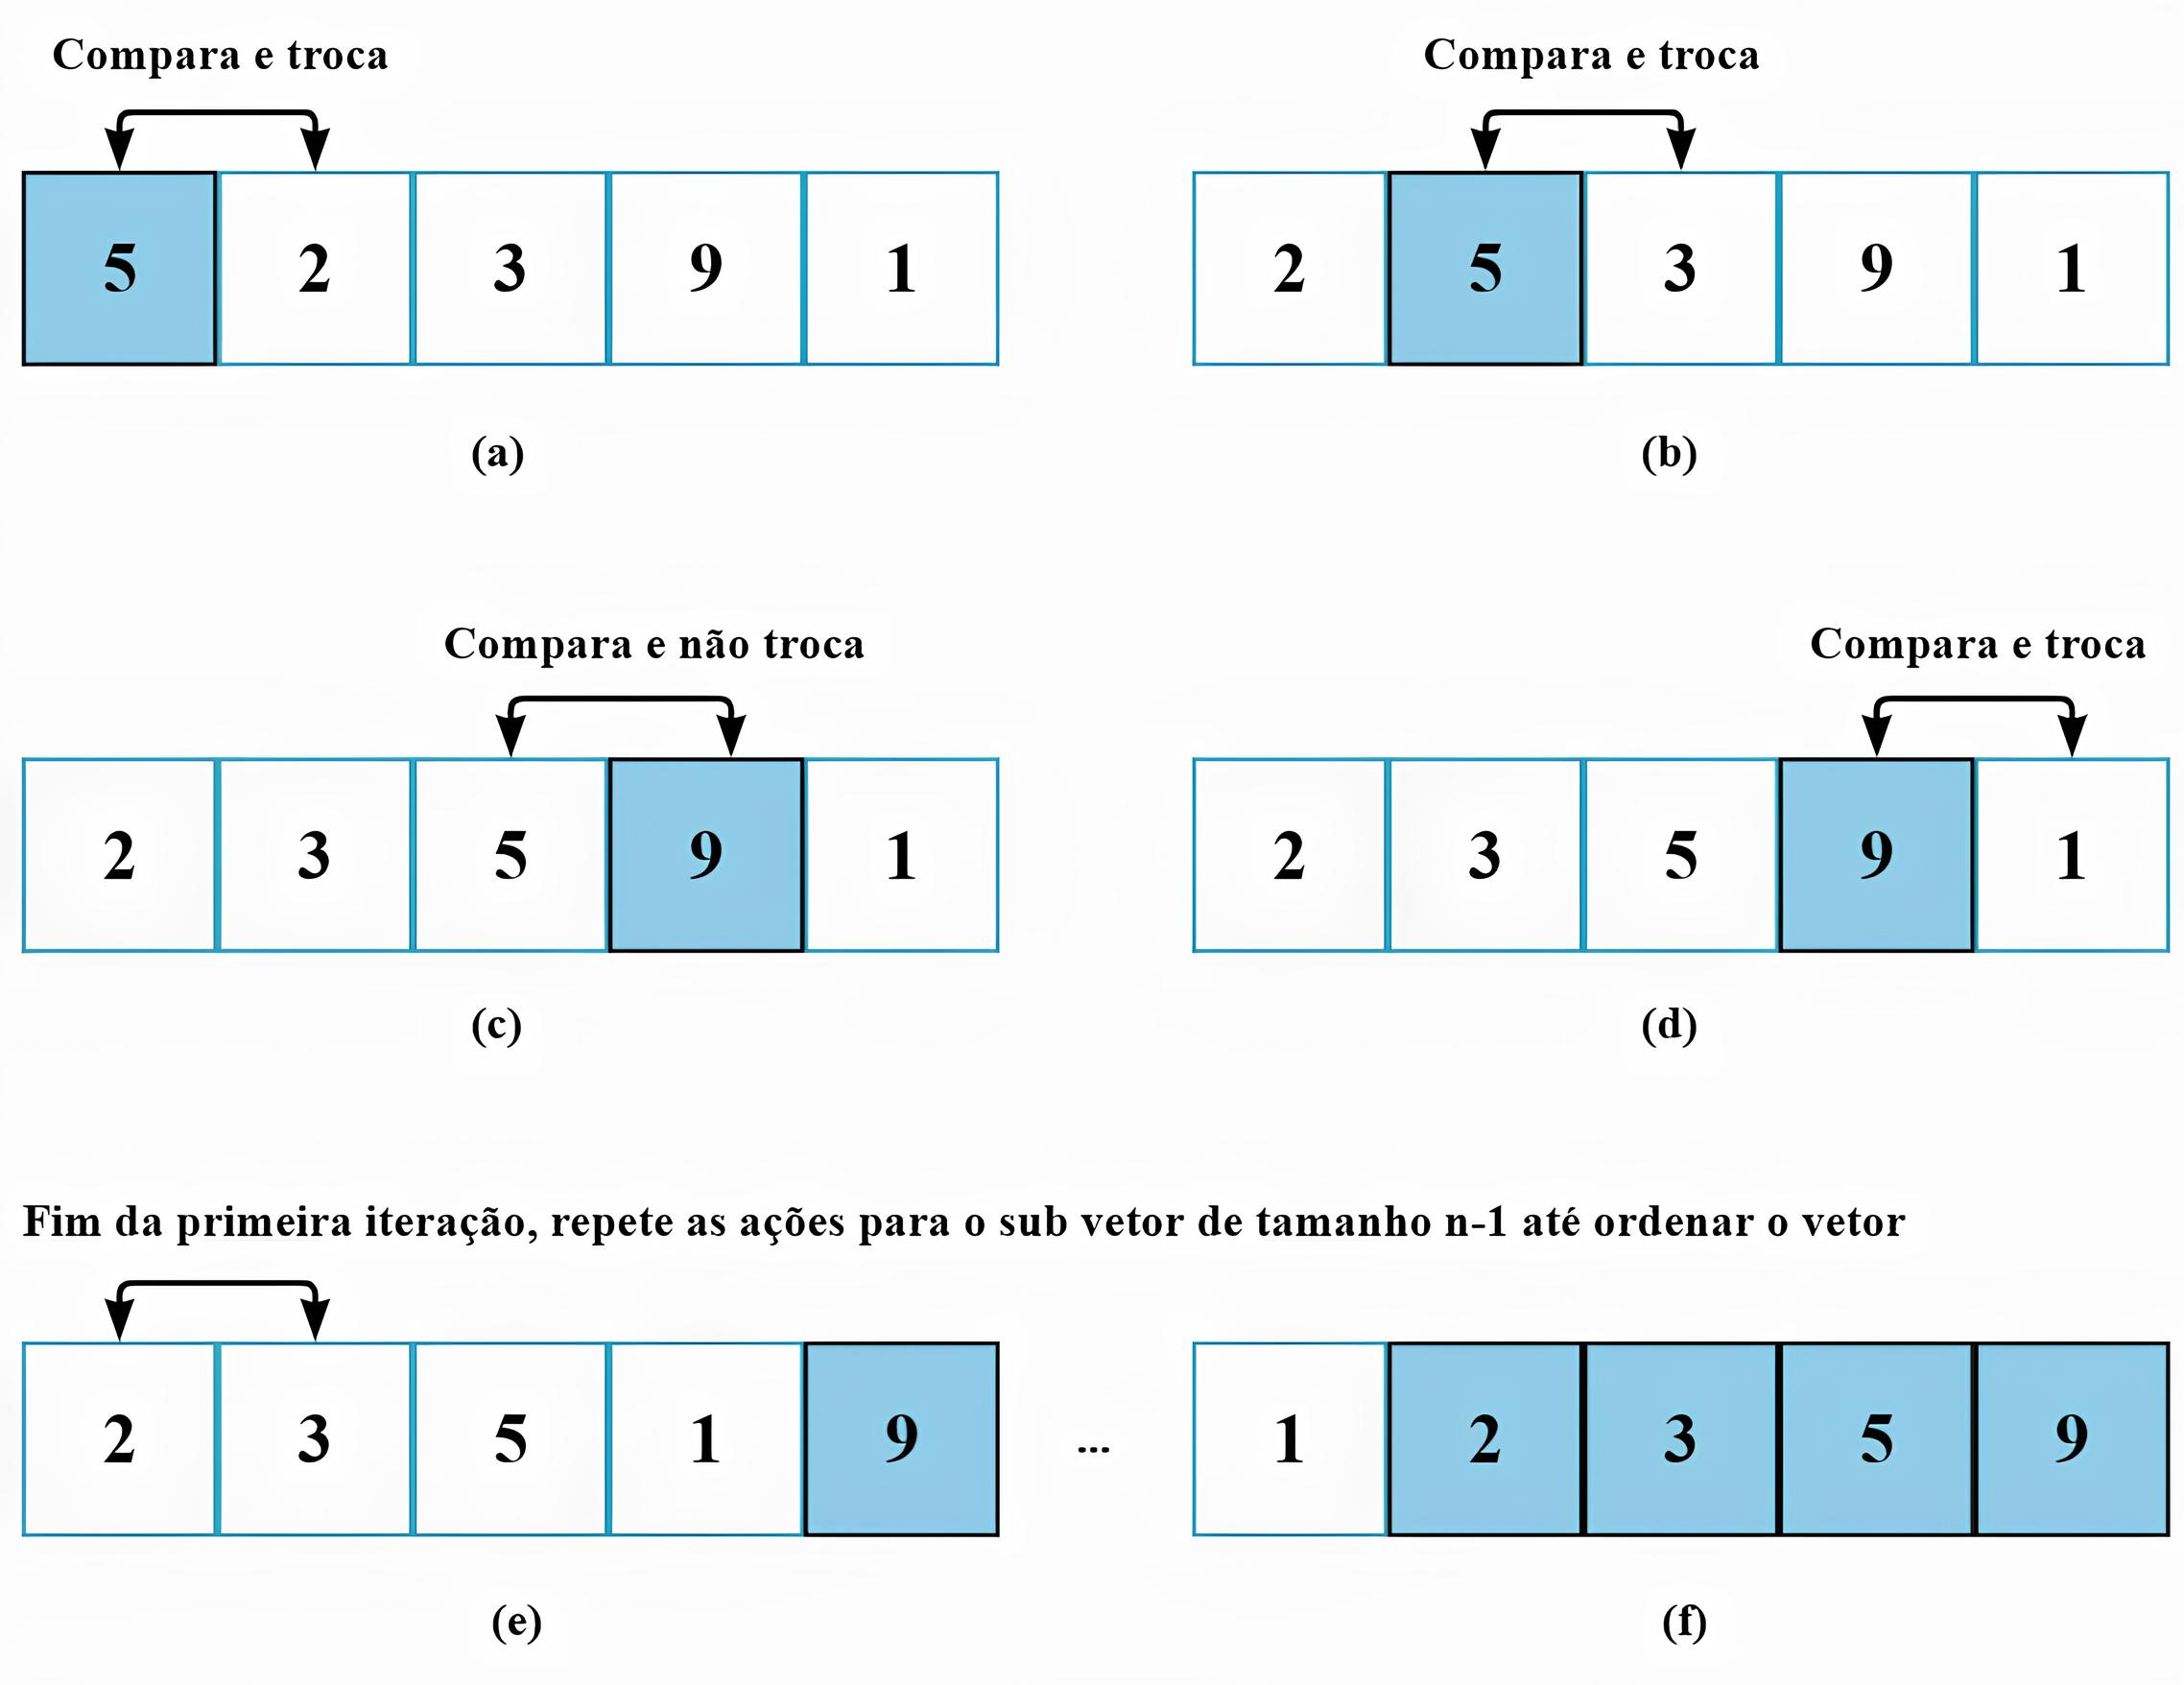 Compara e troca
Compara e troca
5 2 3 9 1
2 5 3 9 1
(a)
(b)
Compara e não troca
Compara e troca
2 3 5 9 1
2 3 5 9 1
(c)
(d)
Fim da primeira iteração, repete as ações para o sub vetor de tamanho n-1 até ordenar o vetor
2 3 5 1 9
...
1 2 3 5 9
(e)
(f)